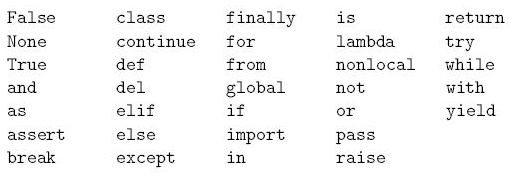 False class finally is return
None continue for lambda try
True def from nonlocal while
and del global not with
as elif if or yield
assert else import pass
break except in raise